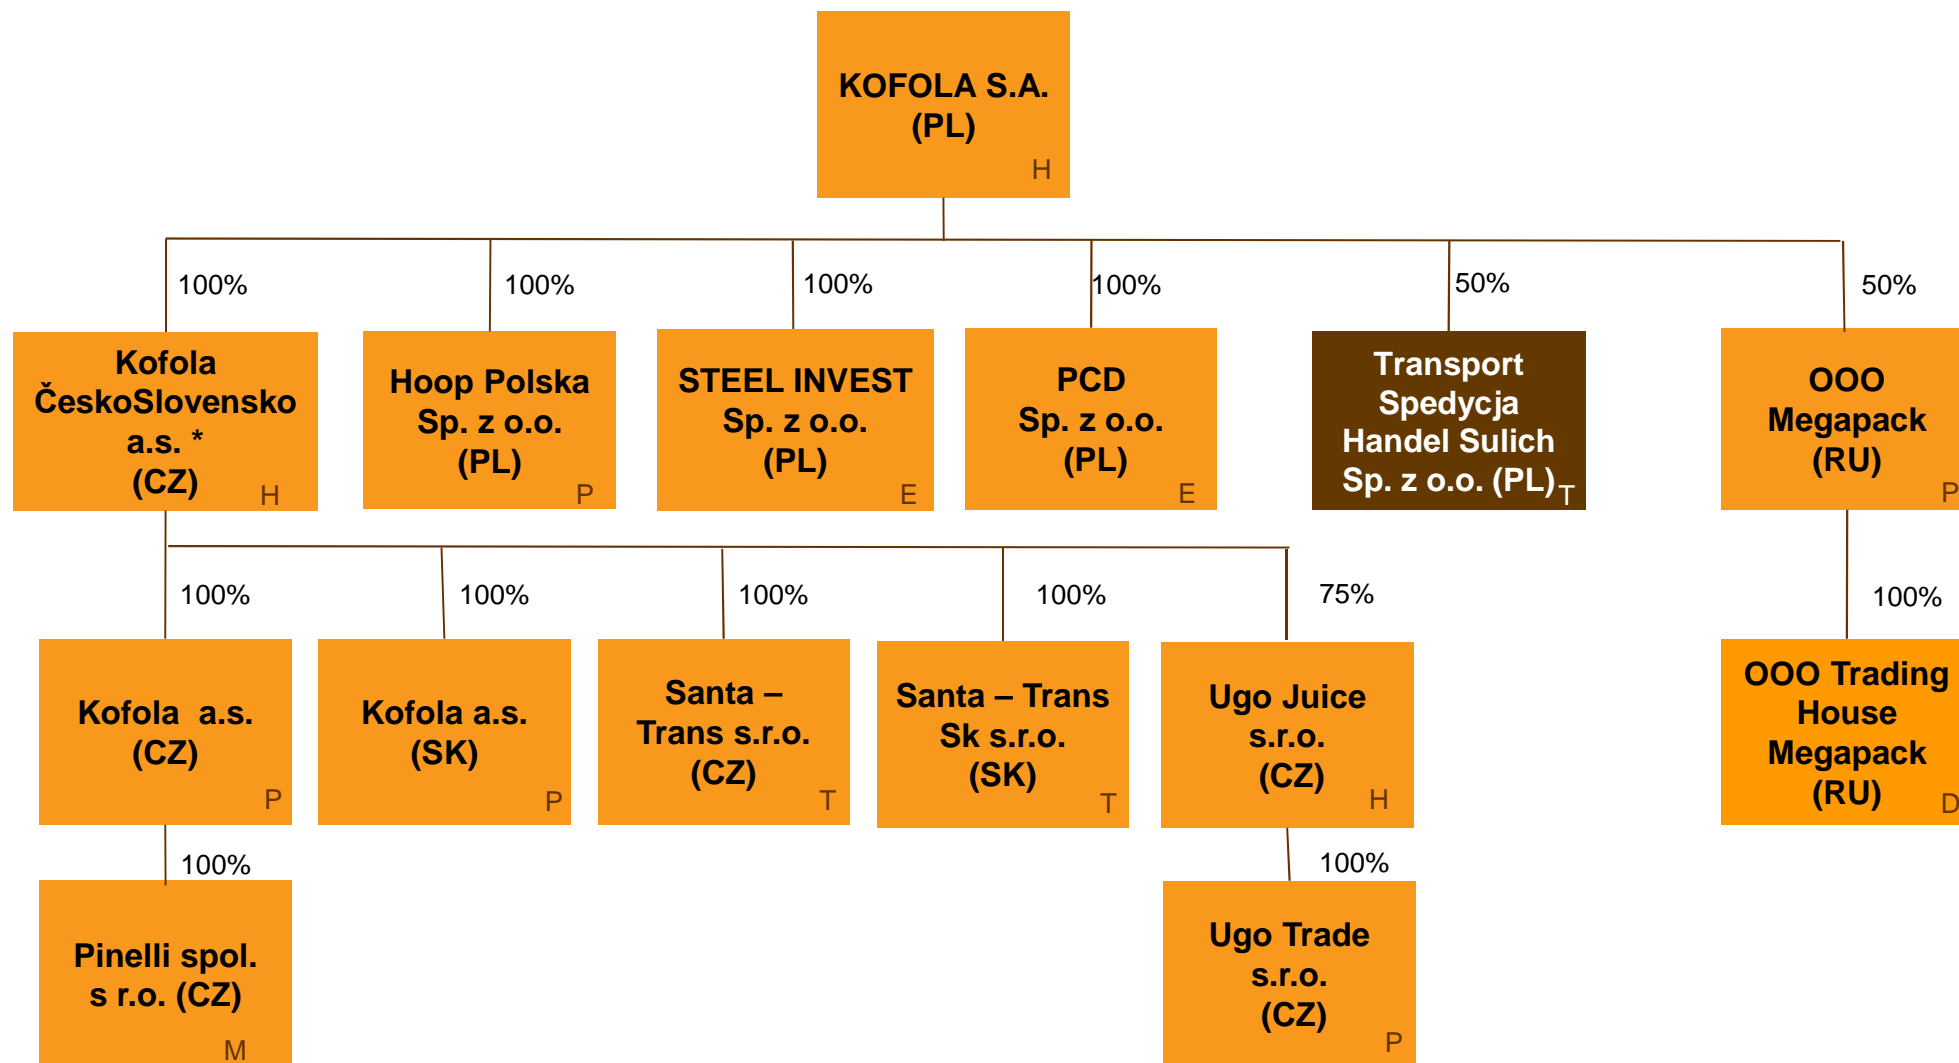 KOFOLA S.A.
(PL)
H
100%
100%
100%
100%
50%
50%
Kofola
ČeskoSlovensko
a.s. *
(CZ)
H
Hoop Polska
Sp. z o.o.
(PL)
P
STEEL INVEST
Sp. z o.o.
(PL)
E
PCD
Sp. z o.o.
(PL)
E
Transport
Spedycja
Handel Sulich
Sp. z o.o. (PL)
T
OOO
Megapack
(RU)
P
100%
100%
100%
100%
75%
100%
Kofola a.s.
(CZ)
P
Kofola a.s.
(SK)
P
Santa –
Trans s.r.o.
(CZ)
T
Santa – Trans
Sk s.r.o.
(SK)
T
Ugo Juice
s.r.o.
(CZ)
H
OOO Trading
House
Megapack
(RU)
D
100%
100%
Pinelli spol.
s r.o. (CZ)
M
Ugo Trade
s.r.o.
(CZ)
P